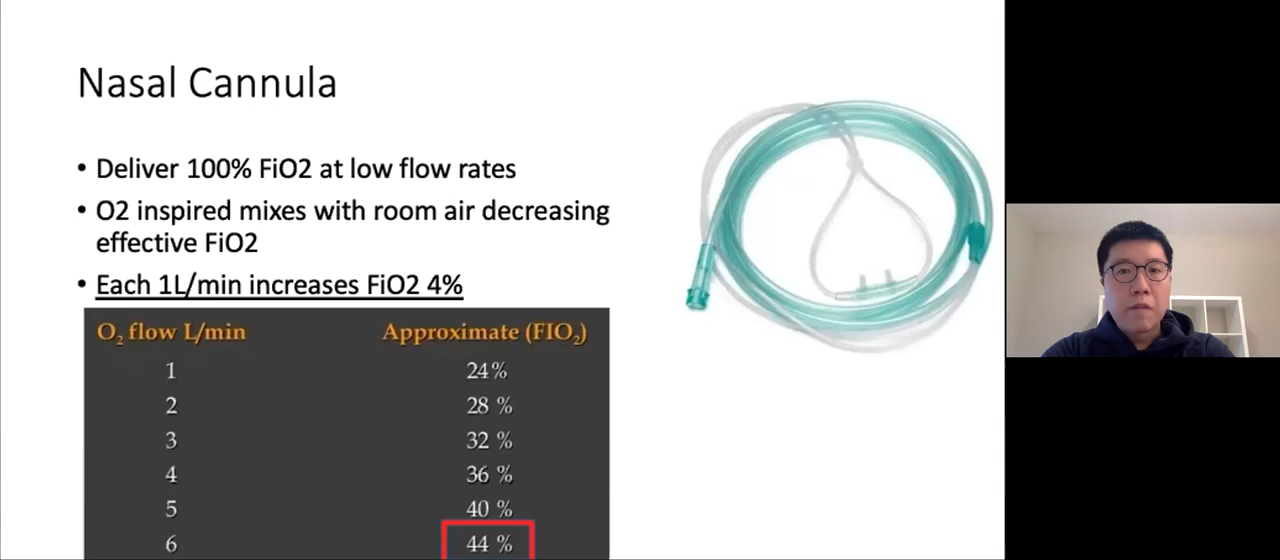 Nasal Cannula
• Deliver 100% FiO2 at low flow rates
• O2 inspired mixes with room air decreasing
effective FiO2
• Each 1L/min increases FiO2 4%
O₂ flow L/min Approximate (FIO₂)
1 24%
2 28 %
3 32 %
4 36 %
5 40 %
6 44 %